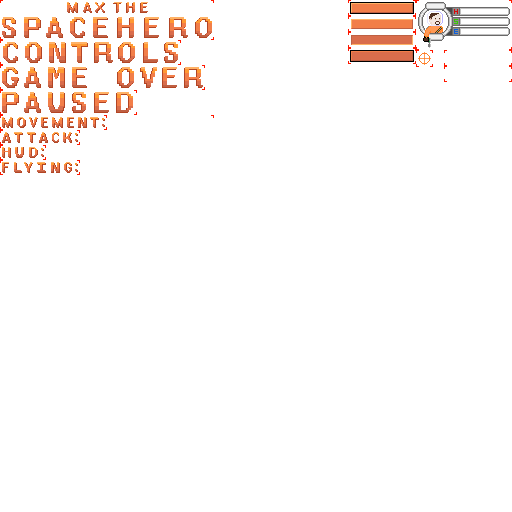 MAX THE
SPACEHERO
CONTROLS
GAME OVER
PAUSED
MOVEMENT:
ATTACK:
HUD:
FLYING:
H